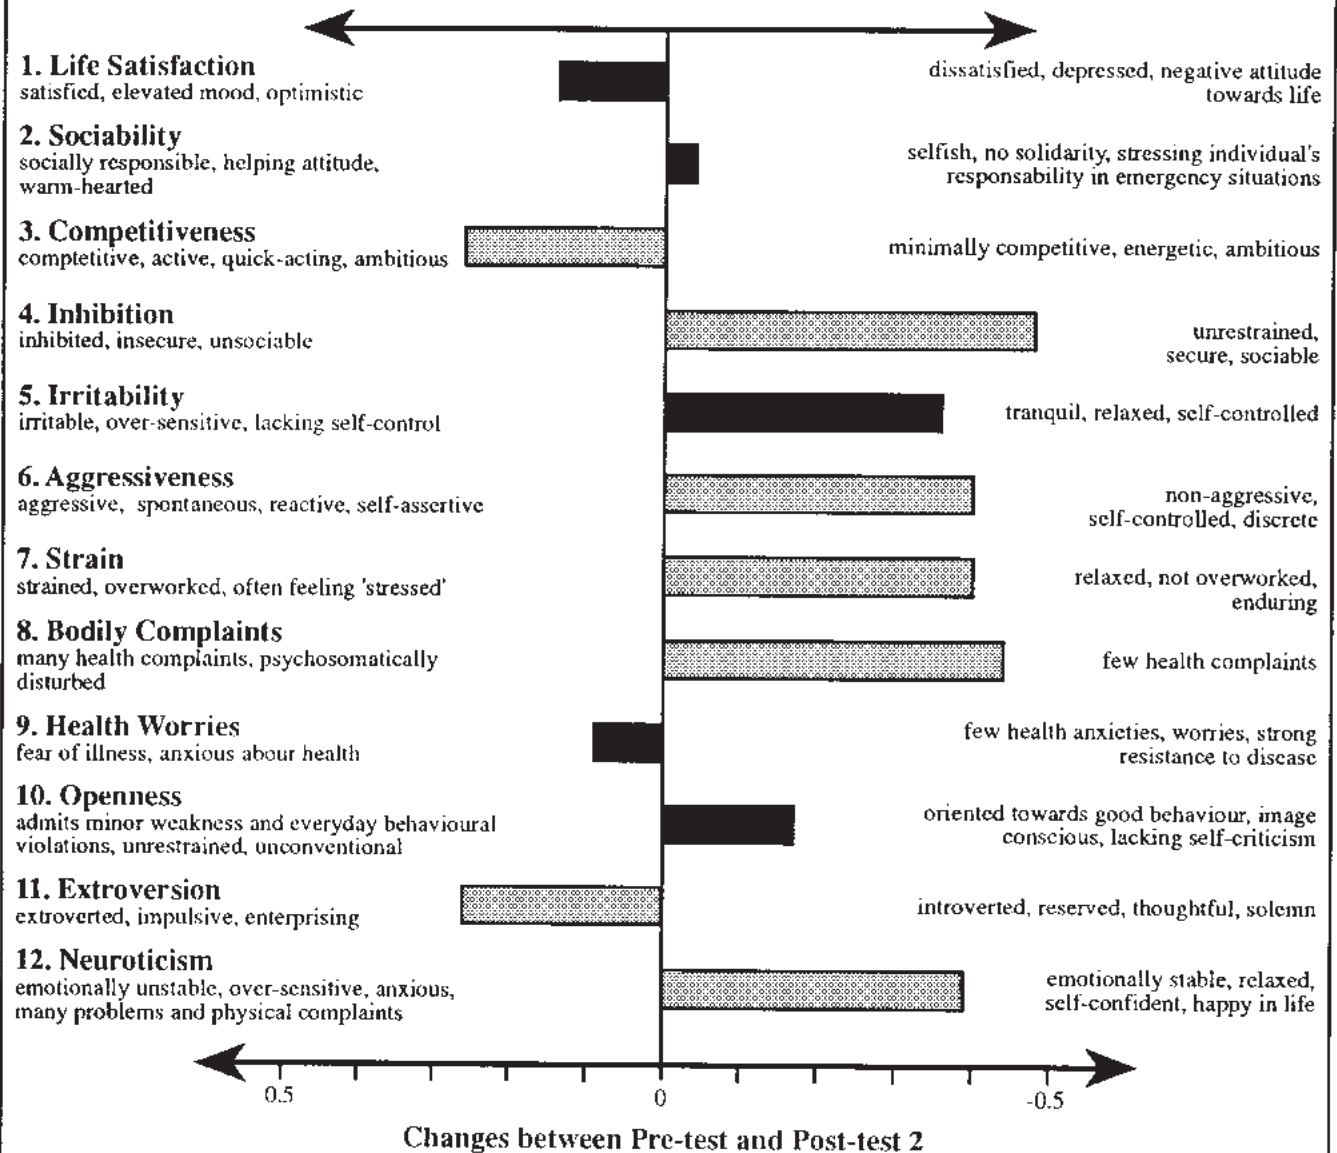 1. Life Satisfaction
satisfied, elevated mood, optimistic
dissatisfied, depressed, negative attitude
towards life
2. Sociability
socially responsible, helping attitude,
warm-hearted
selfish, no solidarity, stressing individual's
responsability in emergency situations
3. Competitiveness
comptetitive, active, quick-acting, ambitious
minimally competitive, energetic, ambitious
4. Inhibition
inhibited, insecure, unsociable
unrestrained,
secure, sociable
5. Irritability
irritable, over-sensitive, lacking self-control
tranquil, relaxed, self-controlled
6. Aggressiveness
aggressive, spontaneous, reactive, self-assertive
non-aggressive,
self-controlled, discrete
7. Strain
strained, overworked, often feeling 'stressed'
relaxed, not overworked,
enduring
8. Bodily Complaints
many health complaints, psychosomatically
disturbed
few health complaints
9. Health Worries
fear of illness, anxious abour health
few health anxieties, worries, strong
resistance to disease
10. Openness
admits minor weakness and everyday behavioural
violations, unrestrained, unconventional
oriented towards good behaviour, image
conscious, lacking self-criticism
11. Extroversion
extroverted, impulsive, enterprising
introverted, reserved, thoughtful, solemn
12. Neuroticism
emotionally unstable, over-sensitive, anxious,
many problems and physical complaints
emotionally stable, relaxed,
self-confident, happy in life
0.5 0 -0.5
Changes between Pre-test and Post-test 2